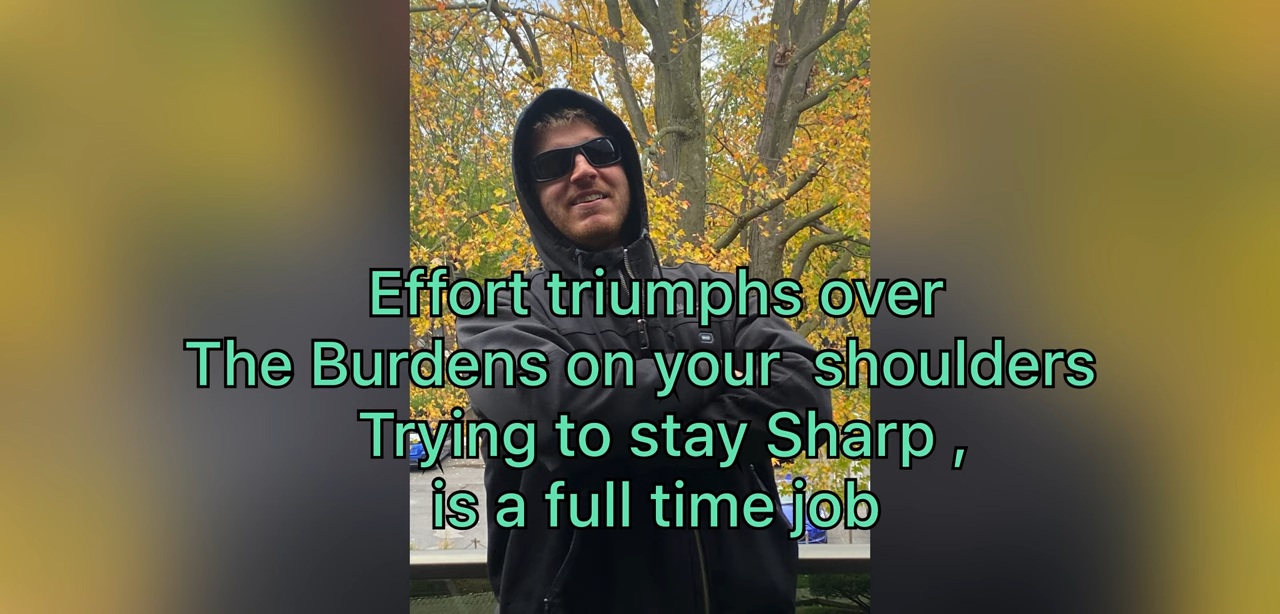 Effort triumphs over
The Burdens on your  shoulders
Trying to stay Sharp ,
is a full time job